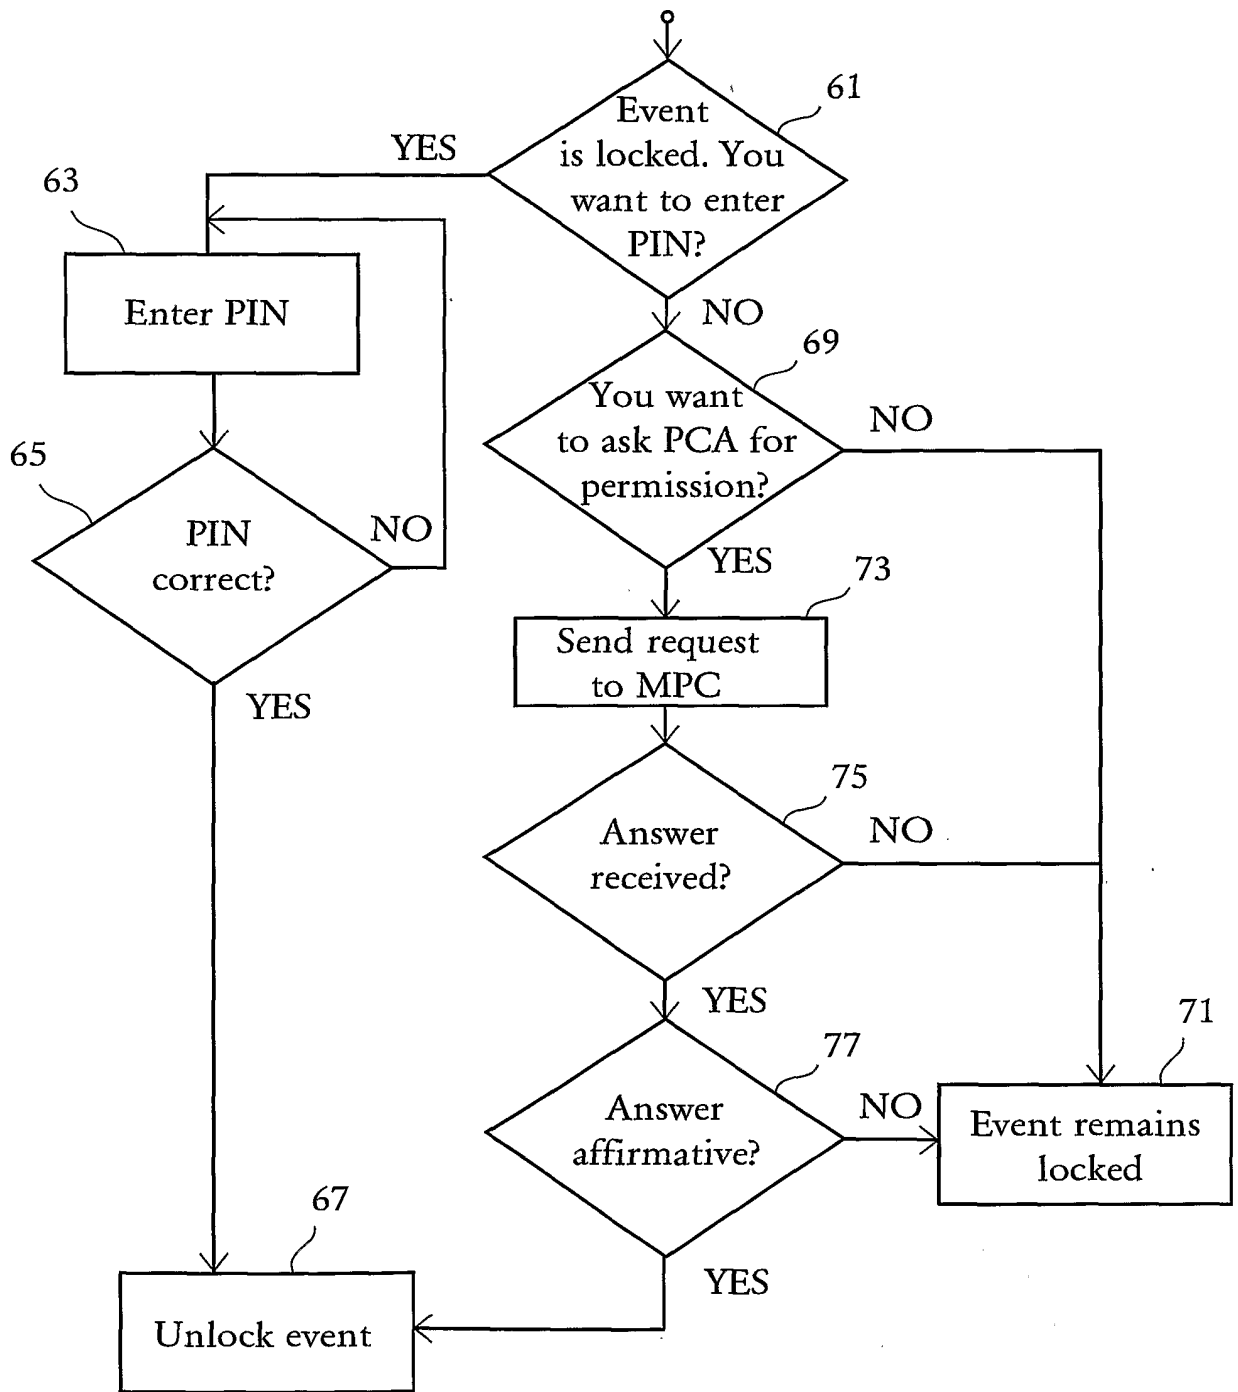 61
Event
is locked. You
want to enter
PIN?
YES
63
Enter PIN
NO
69
You want
to ask PCA for
permission?
NO
65
PIN
correct?
NO
YES
YES
73
Send request
to MPC
75
Answer
received?
NO
YES
77
Answer
affirmative?
NO
71
Event remains
locked
67
Unlock event
YES